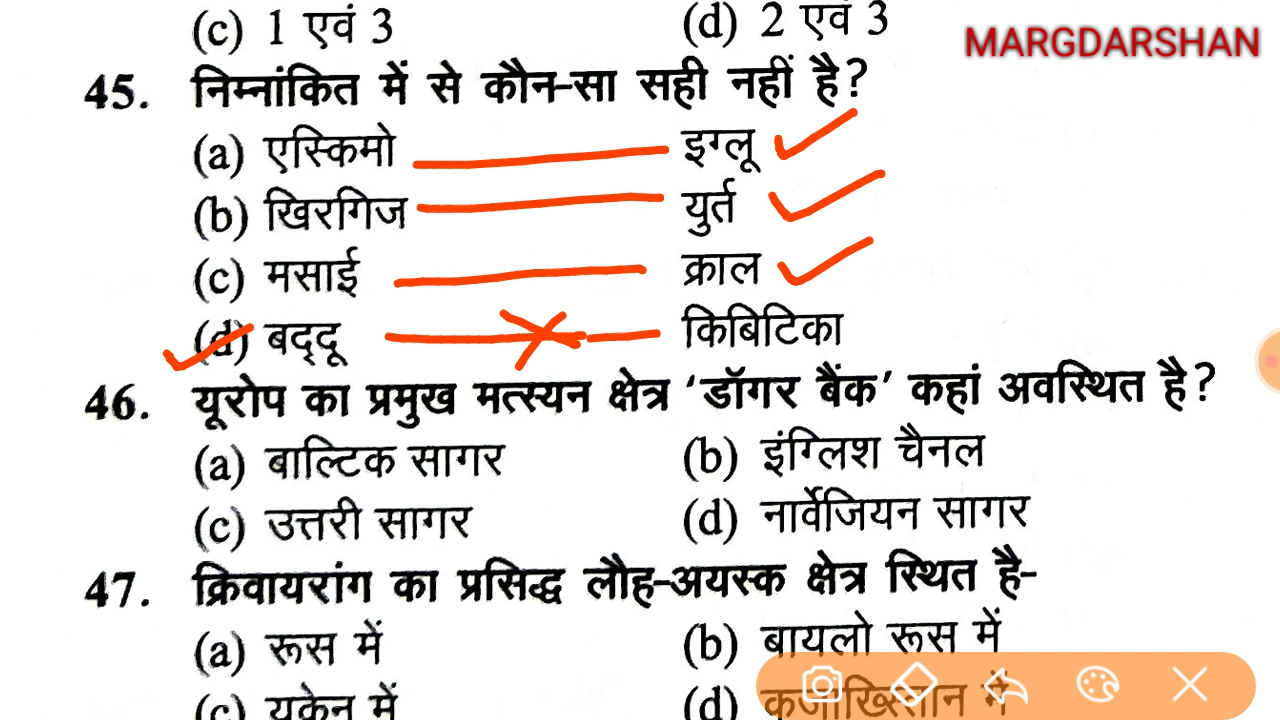 (c) 1 एवं 3 (d) 2 एवं 3
MARGDARSHAN
45. निम्नांकित में से कौन-सा सही नहीं है?
(a) एस्किमो इग्लू
(b) खिरगिज युर्त
(c) मसाई क्राल
(d) बद्दू किबिटिका
46. यूरोप का प्रमुख मत्स्यन क्षेत्र ‘डॉगर बैंक’ कहां अवस्थित है?
(a) बाल्टिक सागर (b) इंग्लिश चैनल
(c) उत्तरी सागर (d) नार्वेजियन सागर
47. क्रिवायरांग का प्रसिद्ध लौह-अयस्क क्षेत्र स्थित है-
(a) रूस में (b) बायलो रूस में
(c) यूक्रेन में (d) कजाख्स्तिान में